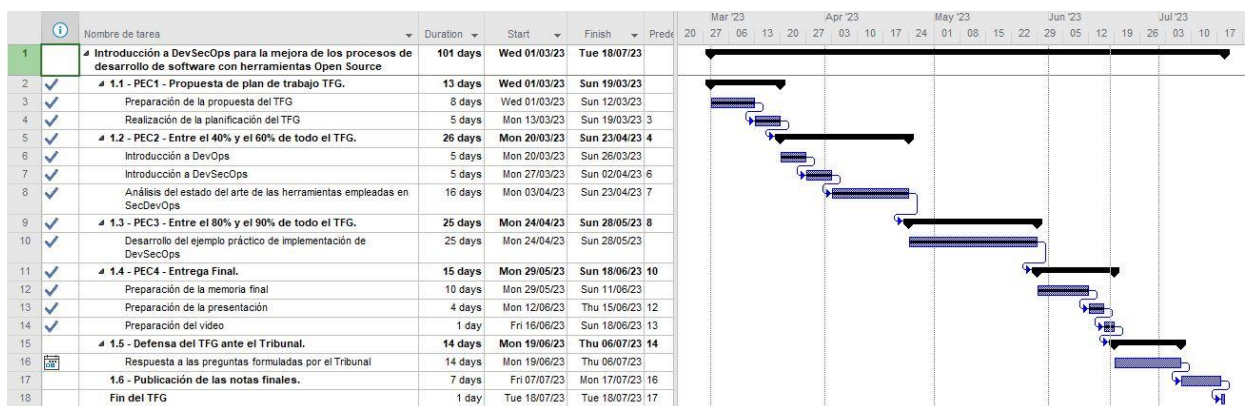 Mar '23 Apr '23 May '23 Jun '23 Jul '23
Nombre de tarea Duration Start Finish Prede 20 27 06 13 20 27 03 10 17 24 01 08 15 22 29 05 12 19 26 03 10 17
1 Introducción a DevSecOps para la mejora de los procesos de 101 days Wed 01/03/23 Tue 18/07/23
desarrollo de software con herramientas Open Source
2 1.1 - PEC1 - Propuesta de plan de trabajo TFG. 13 days Wed 01/03/23 Sun 19/03/23
3 Preparación de la propuesta del TFG 8 days Wed 01/03/23 Sun 12/03/23
4 Realización de la planificación del TFG 5 days Mon 13/03/23 Sun 19/03/23 3
5 1.2 - PEC2 - Entre el 40% y el 60% de todo el TFG. 26 days Mon 20/03/23 Sun 23/04/23 4
6 Introducción a DevOps 5 days Mon 20/03/23 Sun 26/03/23
7 Introducción a DevSecOps 5 days Mon 27/03/23 Sun 02/04/23 6
8 Análisis del estado del arte de las herramientas empleadas en 16 days Mon 03/04/23 Sun 23/04/23 7
SecDevOps
9 1.3 - PEC3 - Entre el 80% y el 90% de todo el TFG. 25 days Mon 24/04/23 Sun 28/05/23 8
10 Desarrollo del ejemplo práctico de implementación de 25 days Mon 24/04/23 Sun 28/05/23
DevSecOps
11 1.4 - PEC4 - Entrega Final. 15 days Mon 29/05/23 Sun 18/06/23 10
12 Preparación de la memoria final 10 days Mon 29/05/23 Sun 11/06/23
13 Preparación de la presentación 4 days Mon 12/06/23 Thu 15/06/23 12
14 Preparación del video 1 day Fri 16/06/23 Sun 18/06/23 13
15 1.5 - Defensa del TFG ante el Tribunal. 14 days Mon 19/06/23 Thu 06/07/23 14
16 Respuesta a las preguntas formuladas por el Tribunal 14 days Mon 19/06/23 Thu 06/07/23
17 1.6 - Publicación de las notas finales. 7 days Fri 07/07/23 Mon 17/07/23 16
18 Fin del TFG 1 day Tue 18/07/23 Tue 18/07/23 17